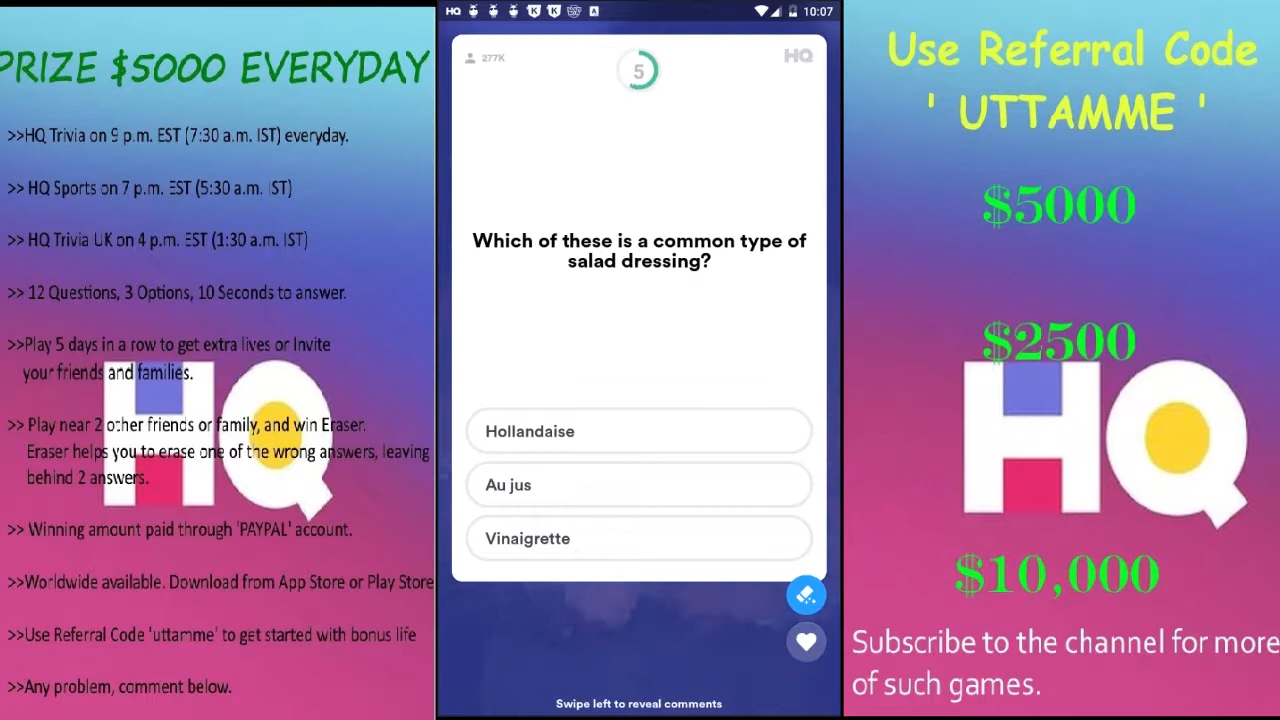 PRIZE $5000 EVERYDAY
>>HQ Trivia on 9 p.m. EST (7:30 a.m. IST) everyday.
>> HQ Sports on 7 p.m. EST (5:30 a.m. IST)
>> HQ Trivia UK on 4 p.m. EST (1:30 a.m. IST)
>> 12 Questions, 3 Options, 10 Seconds to answer.
>>Play 5 days in a row to get extra lives or Invite
your friends and families.
>> Play near 2 other friends or family, and win Eraser.
Eraser helps you to erase one of the wrong answers, leaving
behind 2 answers.
>> Winning amount paid through 'PAYPAL' account.
>>Worldwide available. Download from App Store or Play Store
>>Use Referral Code 'uttamme' to get started with bonus life
>>Any problem, comment below.
HQ
HQ
10:07
277K
5
HQ
Which of these is a common type of
salad dressing?
Hollandaise
Au jus
Vinaigrette
Swipe left to reveal comments
Use Referral Code
' UTTAMME '
$5000
$2500
HQ
$10,000
Subscribe to the channel for more
of such games.